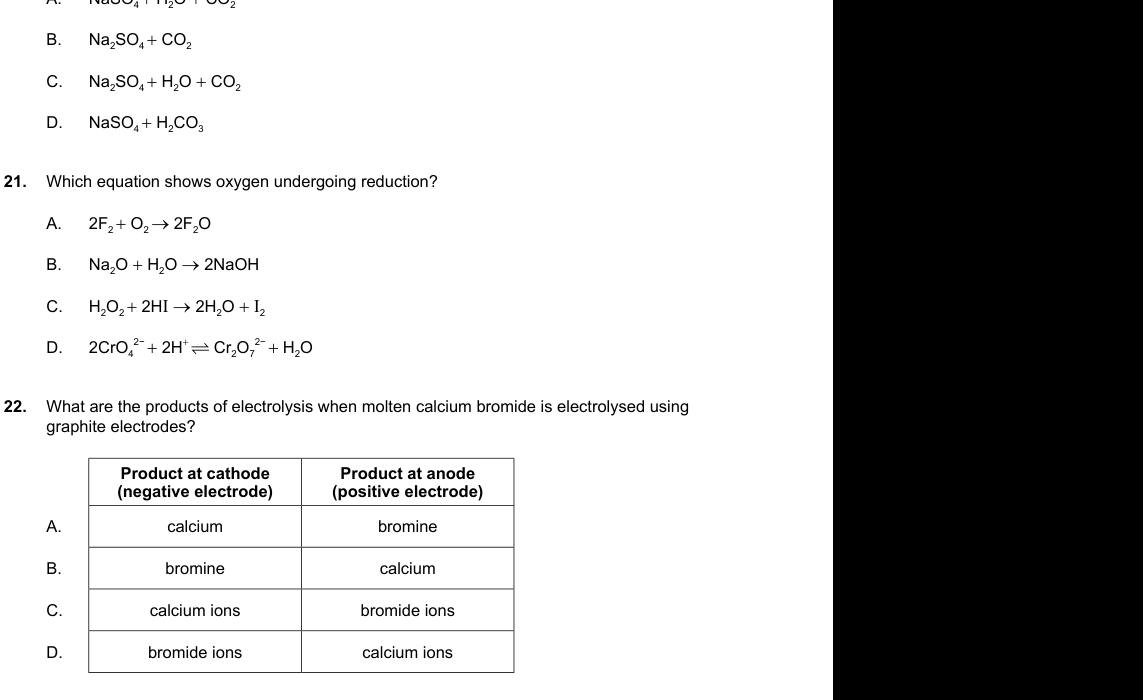 A. NaSO₄ + H₂O + CO₂
B. Na₂SO₄ + CO₂
C. Na₂SO₄ + H₂O + CO₂
D. NaSO₄ + H₂CO₃
21. Which equation shows oxygen undergoing reduction?
A. 2F₂ + O₂ → 2F₂O
B. Na₂O + H₂O → 2NaOH
C. H₂O₂ + 2HI → 2H₂O + I₂
D. 2CrO₄²⁻ + 2H⁺ ⇌ Cr₂O₇²⁻ + H₂O
22. What are the products of electrolysis when molten calcium bromide is electrolysed using
graphite electrodes?
Product at cathode Product at anode
(negative electrode) (positive electrode)
A. calcium bromine
B. bromine calcium
C. calcium ions bromide ions
D. bromide ions calcium ions